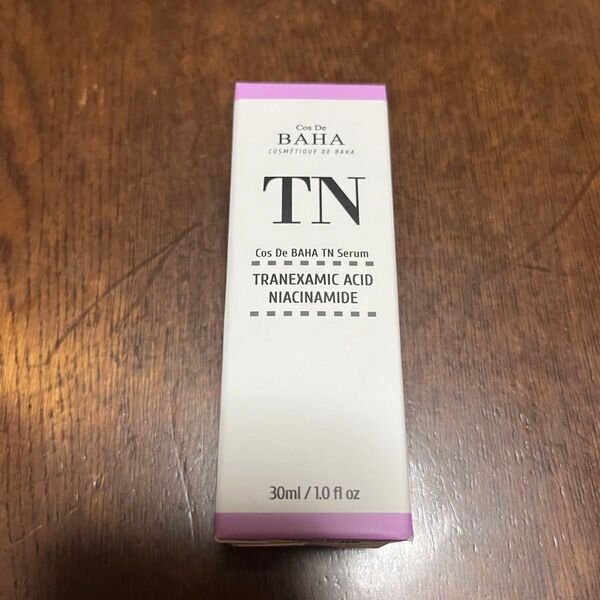 Cos De
BAHA
COSMÉTIQUE DE BAHA
TN
Cos De BAHA TN Serum
TRANEXAMIC ACID
NIACINAMIDE
30ml / 1.0 fl oz